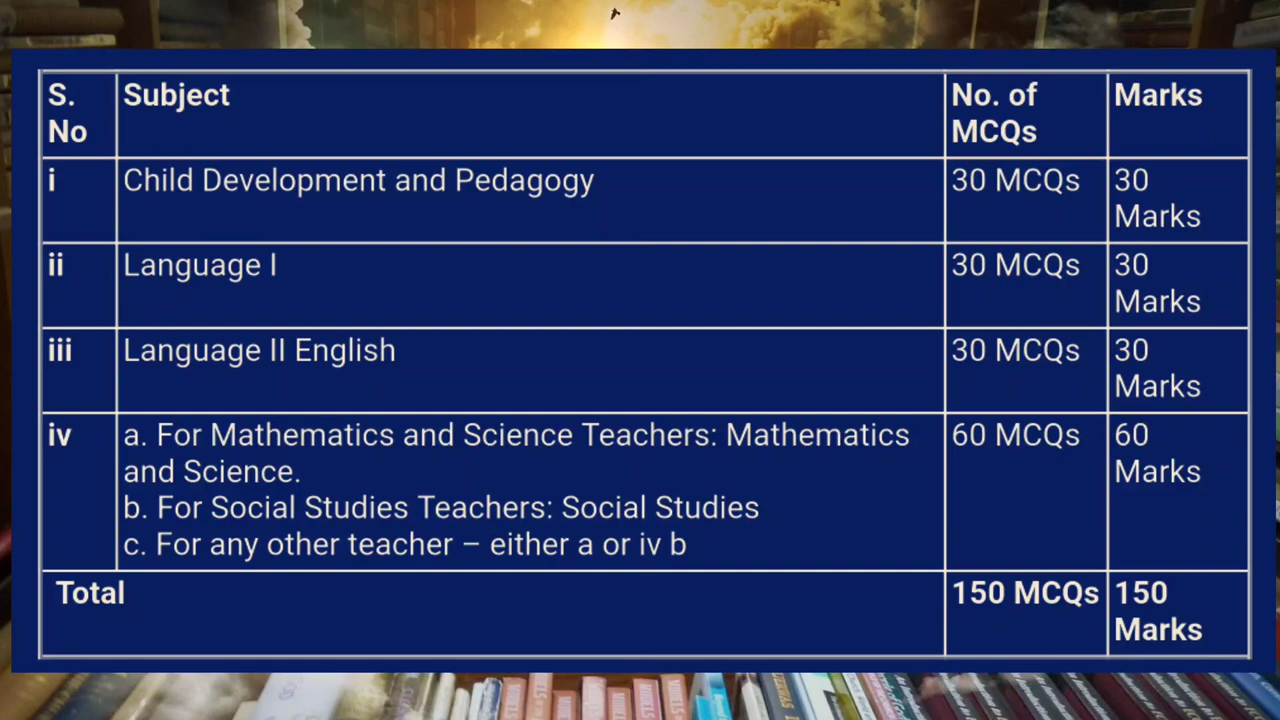 S. No Subject No. of MCQs Marks
i Child Development and Pedagogy 30 MCQs 30 Marks
ii Language I 30 MCQs 30 Marks
iii Language II English 30 MCQs 30 Marks
iv a. For Mathematics and Science Teachers: Mathematics 60 MCQs 60 Marks
and Science.
b. For Social Studies Teachers: Social Studies
c. For any other teacher – either a or iv b
Total 150 MCQs 150 Marks